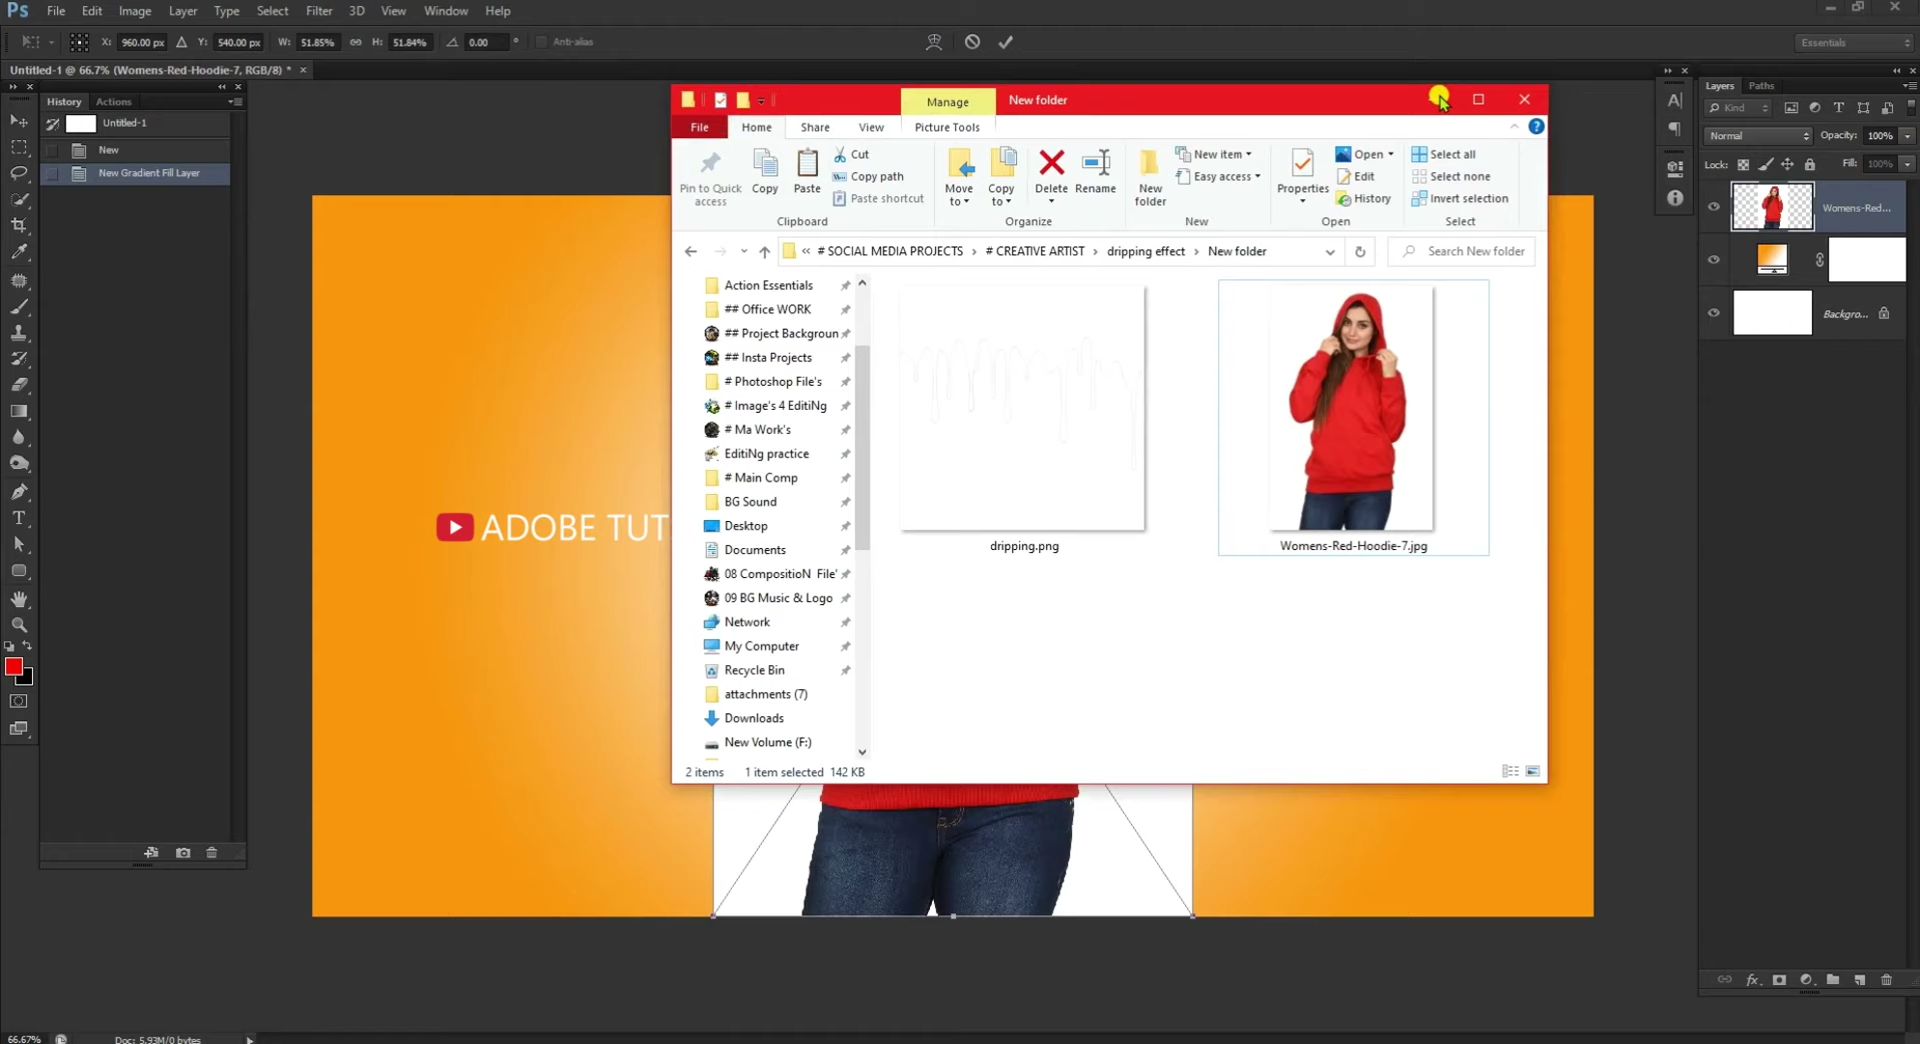 Ps File Edit Image Layer Type Select Filter 3D View Window Help
X: 960.00 px Y: 540.00 px W: 51.85% H: 51.84% 0.00 ° Anti-alias Essentials
Untitled-1 @ 66.7% (Womens-Red-Hoodie-7, RGB/8) * ×
History Actions
Untitled-1
New
New Gradient Fill Layer
Manage New folder
File Home Share View Picture Tools
Pin to Quick access
Copy
Paste
Cut
Copy path
Paste shortcut
Clipboard
Move to
Copy to
Delete
Rename
Organize
New folder
New item
Easy access
New
Properties
Open
Edit
History
Open
Select all
Select none
Invert selection
Select
« # SOCIAL MEDIA PROJECTS › # CREATIVE ARTIST › dripping effect › New folder
Search New folder
Action Essentials
## Office WORK
## Project Backgroun
## Insta Projects
# Photoshop File's
# Image's 4 EditiNg
# Ma Work's
EditiNg practice
# Main Comp
BG Sound
Desktop
Documents
08 CompositioN File'
09 BG Music & Logo
Network
My Computer
Recycle Bin
attachments (7)
Downloads
New Volume (F:)
dripping.png
Womens-Red-Hoodie-7.jpg
2 items 1 item selected 142 KB
ADOBE TUT
Layers Paths
Kind
Normal Opacity: 100%
Lock: Fill: 100%
Womens-Red...
Backgro...
fx
T
66.67% Doc: 5.93M/0 bytes